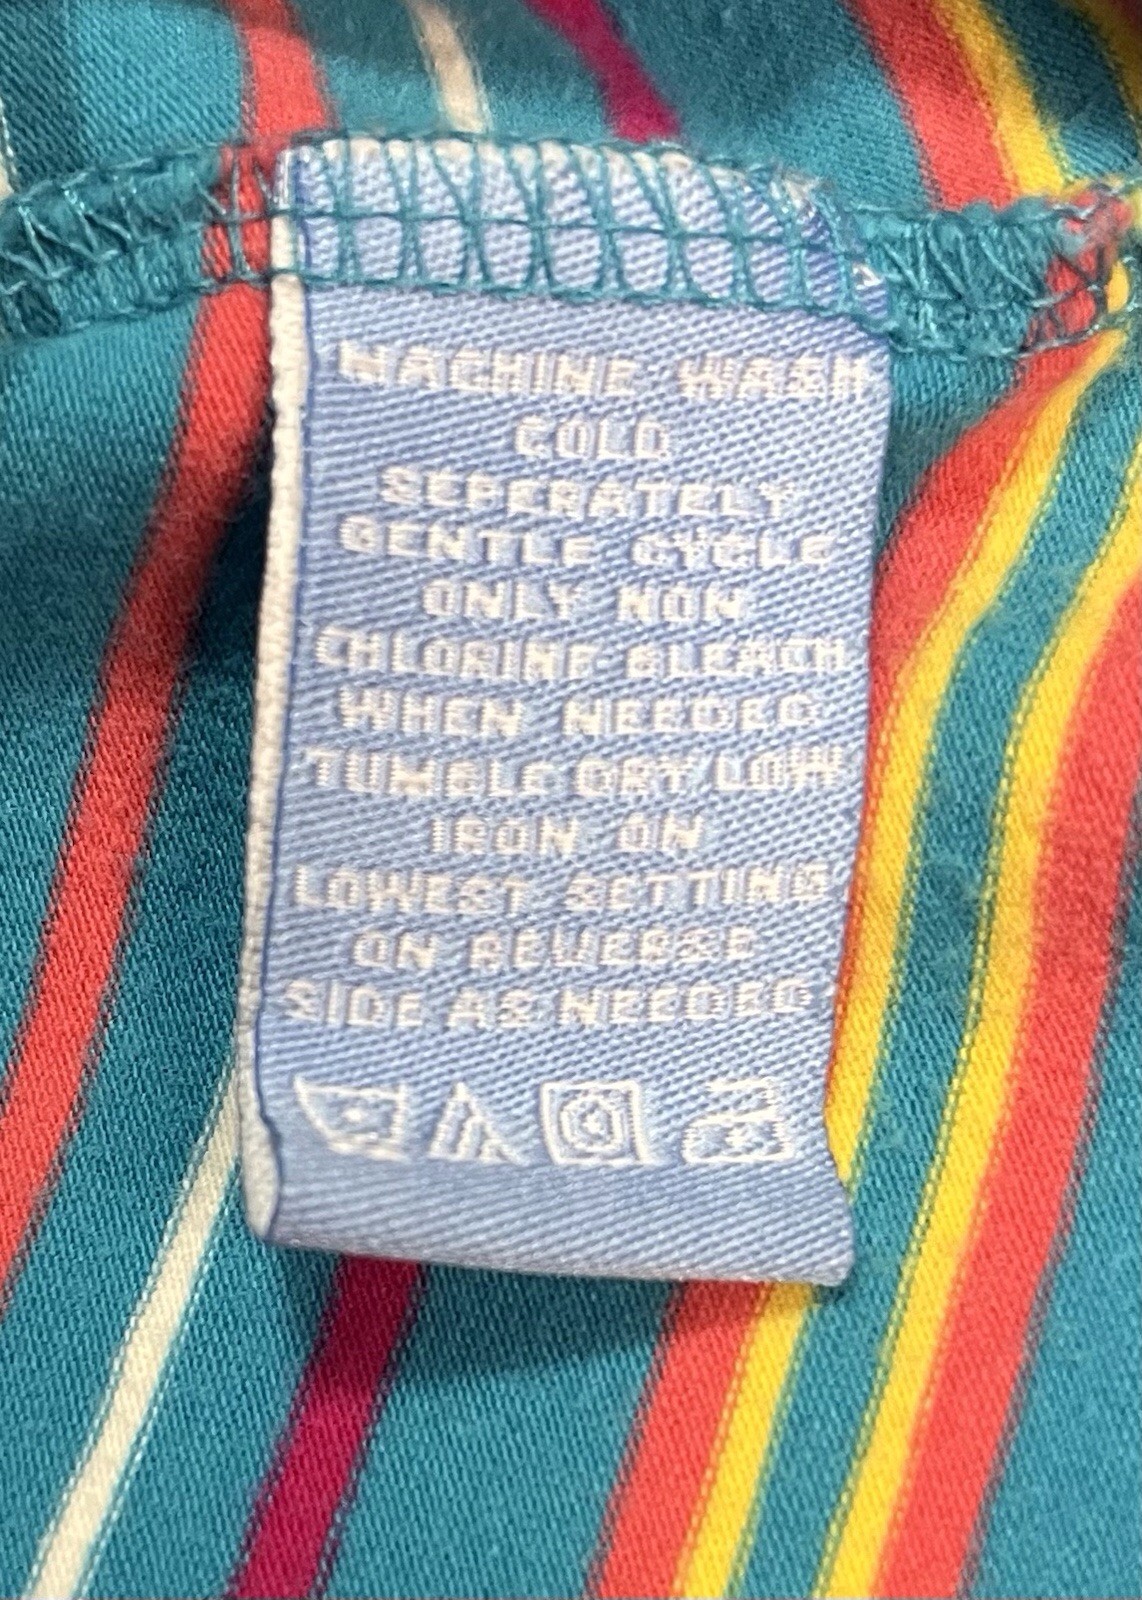 MACHINE WASH
COLD
SEPERATELY
GENTLE CYCLE
ONLY NON
CHLORINE BLEACH
WHEN NEEDED
TUMBLE DRY LOW
IRON ON
LOWEST SETTING
ON REVERSE
SIDE AS NEEDED